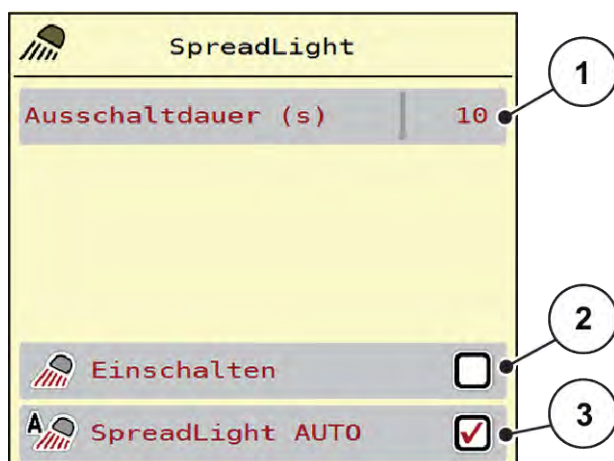 SpreadLight
Ausschaltdauer (s) 10
1
Einschalten
2
A
SpreadLight AUTO
3